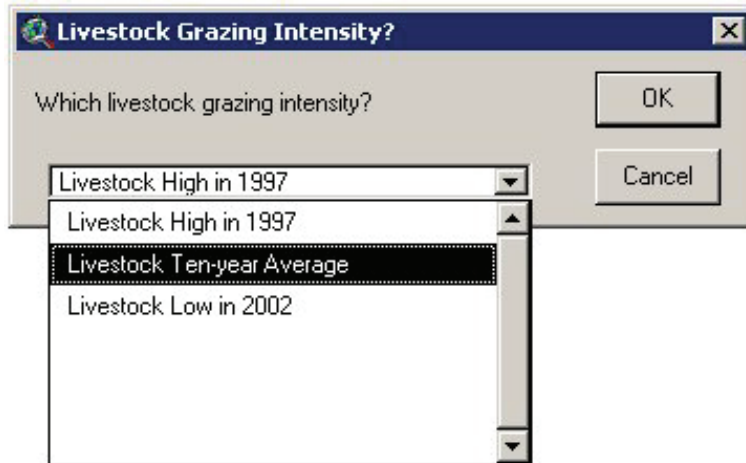 Livestock Grazing Intensity?
Which livestock grazing intensity?
OK
Livestock High in 1997
Cancel
Livestock High in 1997
Livestock Ten-year Average
Livestock Low in 2002